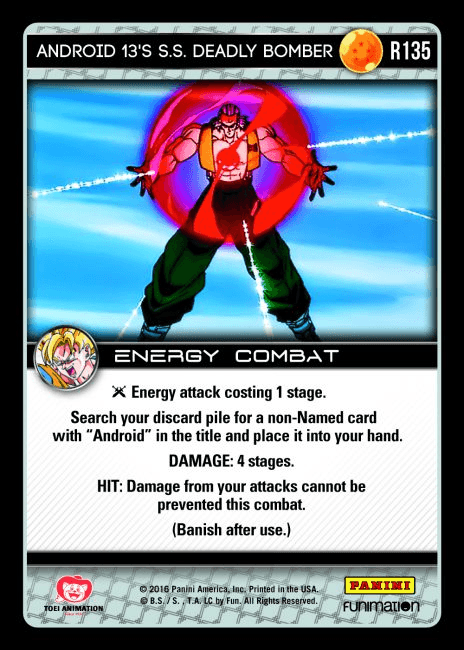 ANDROID 13'S S.S. DEADLY BOMBER R135
ENERGY COMBAT
Energy attack costing 1 stage.
Search your discard pile for a non-Named card
with “Android” in the title and place it into your hand.
DAMAGE: 4 stages.
HIT: Damage from your attacks cannot be
prevented this combat.
(Banish after use.)
TOEI ANIMATION
© 2016 Panini America, Inc. Printed in the USA.
© B.S. / S. , T.A. LC by Fun. All Rights Reserved.
PANINI
FUNIMATION